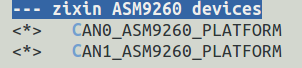 --- zixin ASM9260 devices
<*> CAN0_ASM9260_PLATFORM
<*> CAN1_ASM9260_PLATFORM